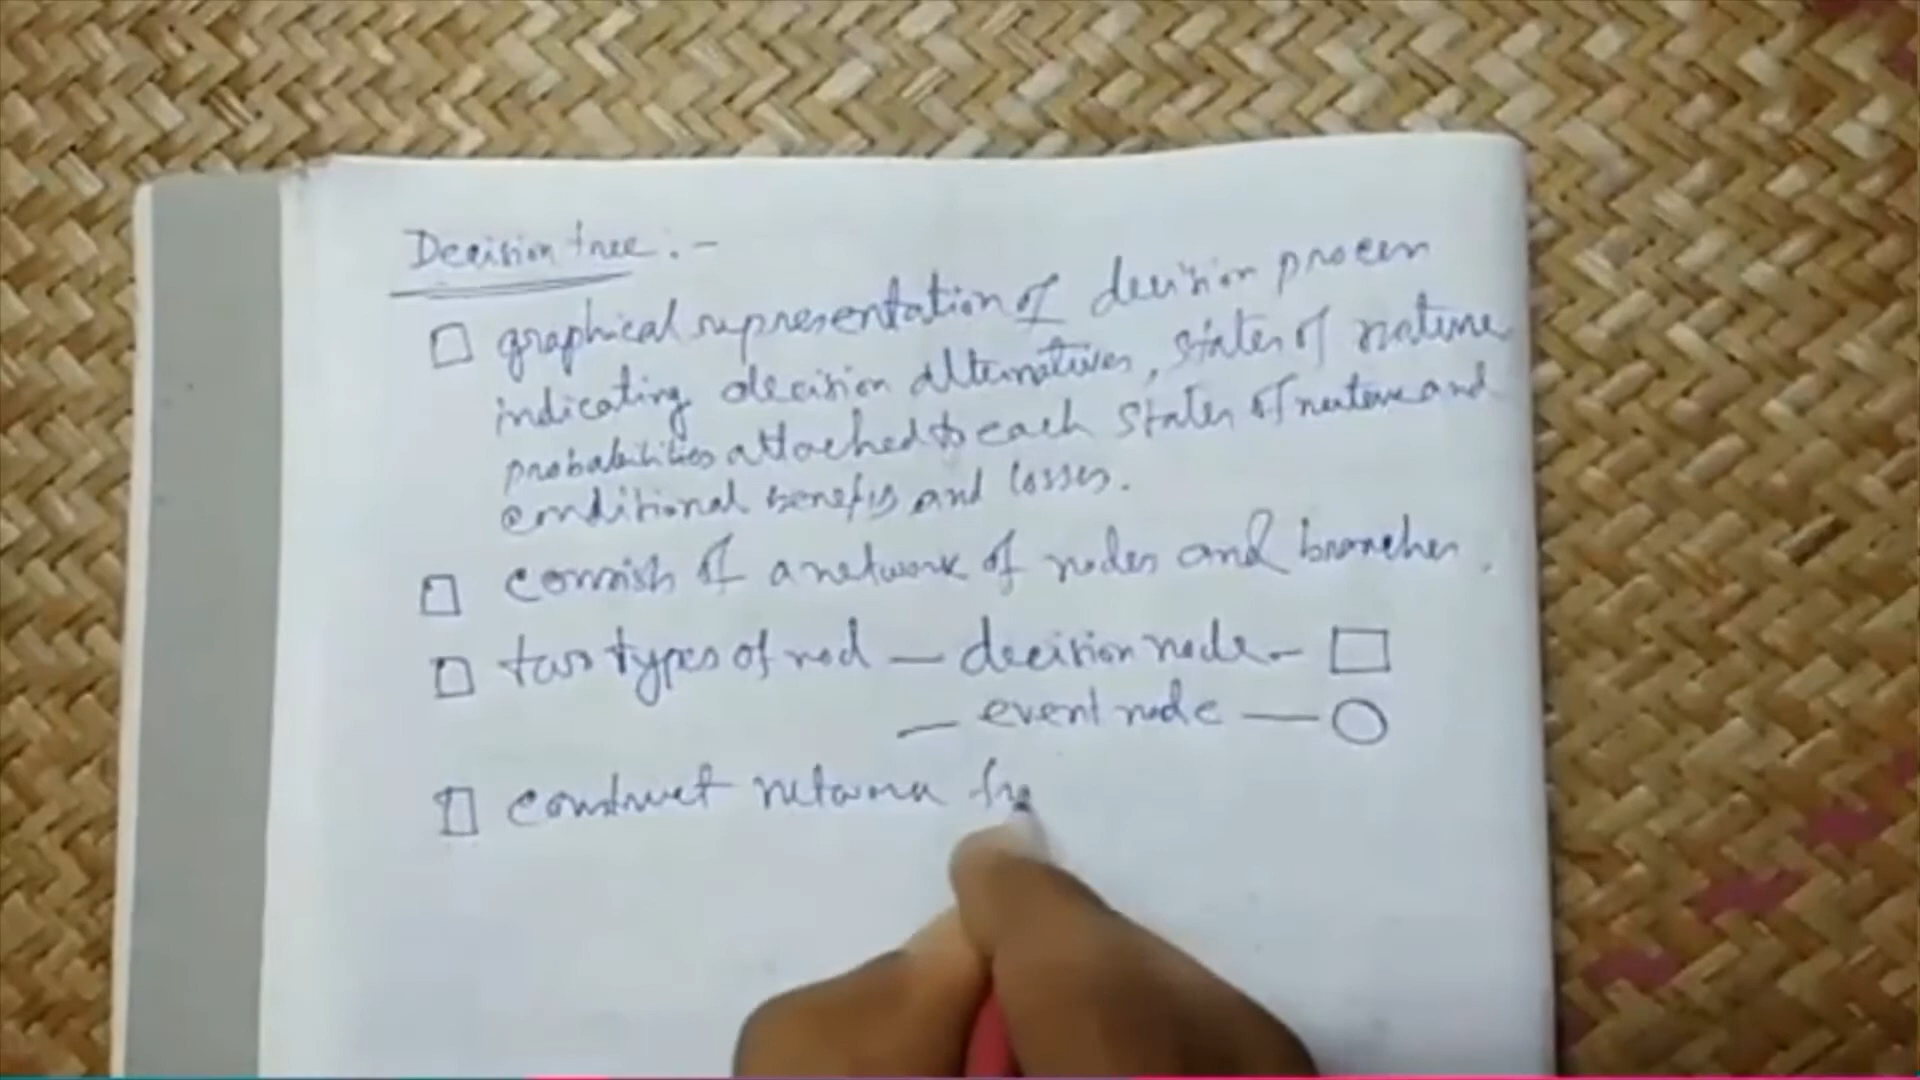 Decision tree :-
graphical representation of decision process
indicating decision alternatives, states of nature
probabilities attached to each states of nature and
conditional benefits and losses.
consists of a network of nodes and branches.
two types of nod — decision node —
— event node —
construct network fro